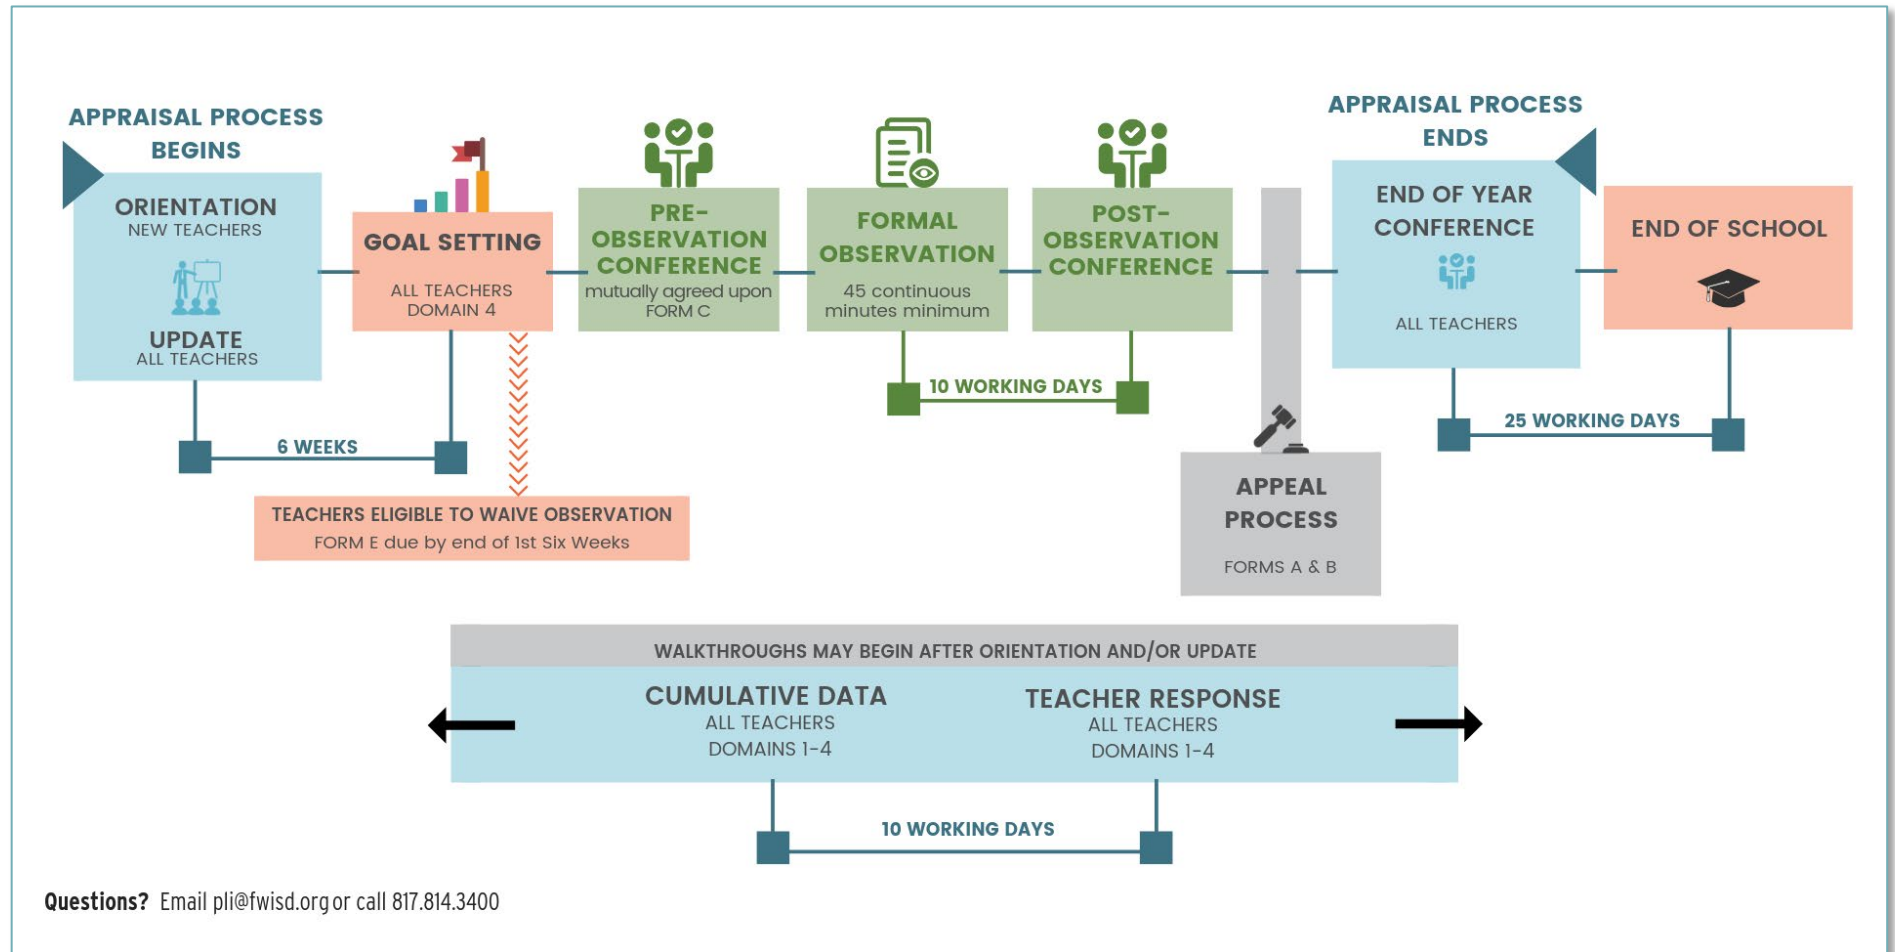 APPRAISAL PROCESS
BEGINS
ORIENTATION
NEW TEACHERS
UPDATE
ALL TEACHERS
6 WEEKS
GOAL SETTING
ALL TEACHERS
DOMAIN 4
TEACHERS ELIGIBLE TO WAIVE OBSERVATION
FORM E due by end of 1st Six Weeks
PRE-
OBSERVATION
CONFERENCE
mutually agreed upon
FORM C
FORMAL
OBSERVATION
45 continuous
minutes minimum
POST-
OBSERVATION
CONFERENCE
10 WORKING DAYS
APPEAL
PROCESS
FORMS A & B
APPRAISAL PROCESS
ENDS
END OF YEAR
CONFERENCE
ALL TEACHERS
END OF SCHOOL
25 WORKING DAYS
WALKTHROUGHS MAY BEGIN AFTER ORIENTATION AND/OR UPDATE
CUMULATIVE DATA
ALL TEACHERS
DOMAINS 1-4
TEACHER RESPONSE
ALL TEACHERS
DOMAINS 1-4
10 WORKING DAYS
Questions? Email pli@fwisd.org or call 817.814.3400